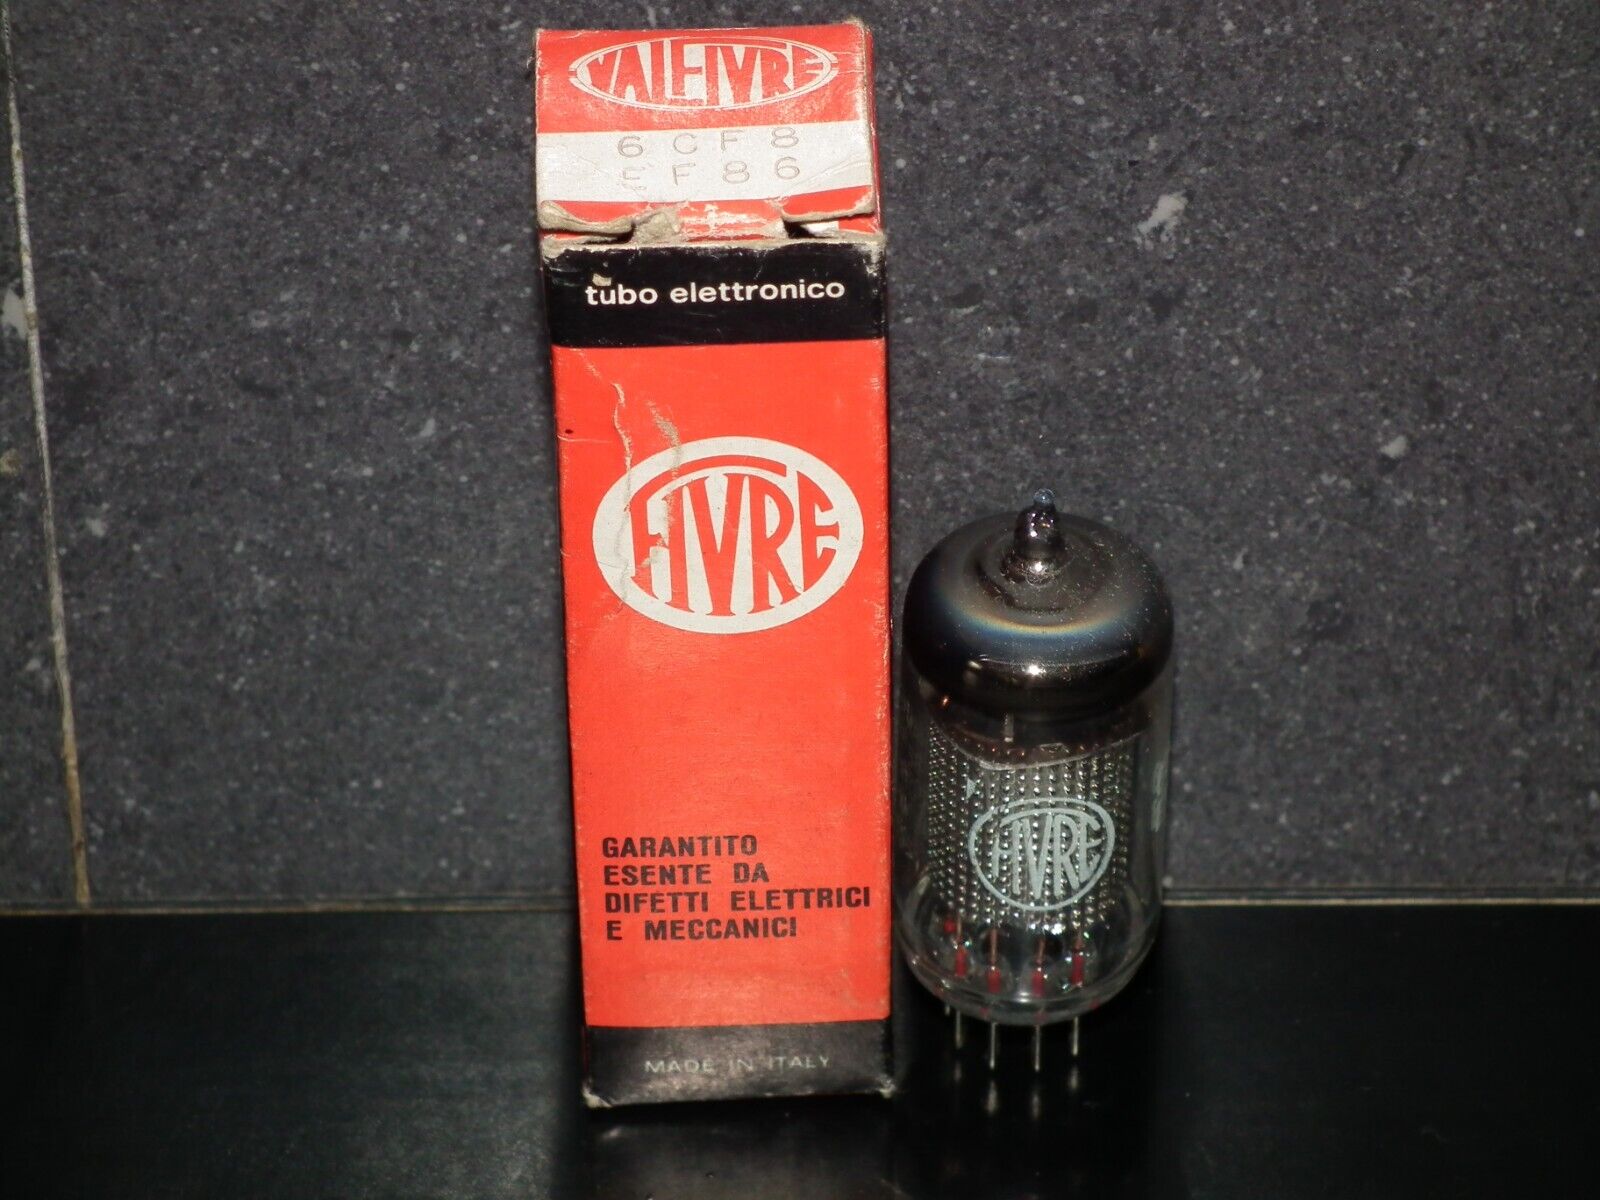 VALFIVRE
6CF8
EF86
tubo elettronico
FIVRE
GARANTITO
ESENTE DA
DIFETTI ELETTRICI
E MECCANICI
MADE IN ITALY
FIVRE